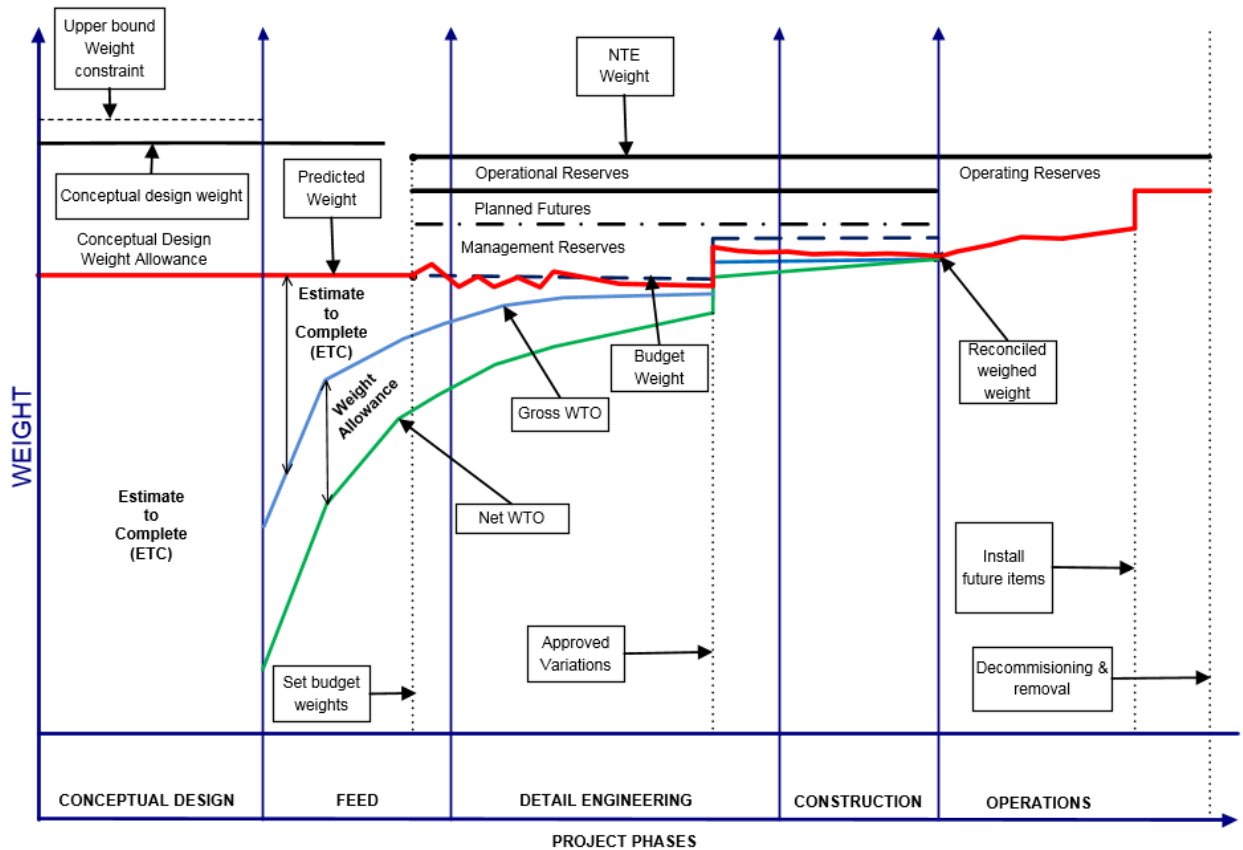 Upper bound
Weight
constraint
NTE
Weight
Conceptual design weight
Predicted
Weight
Operational Reserves
Operating Reserves
Planned Futures
Conceptual Design
Weight Allowance
Management Reserves
Estimate
to
Complete
(ETC)
Weight
Allowance
Budget
Weight
Gross WTO
Reconciled
weighed
weight
WEIGHT
Estimate
to
Complete
(ETC)
Net WTO
Install
future items
Approved
Variations
Set budget
weights
Decommisioning &
removal
CONCEPTUAL DESIGN
FEED
DETAIL ENGINEERING
CONSTRUCTION
OPERATIONS
PROJECT PHASES